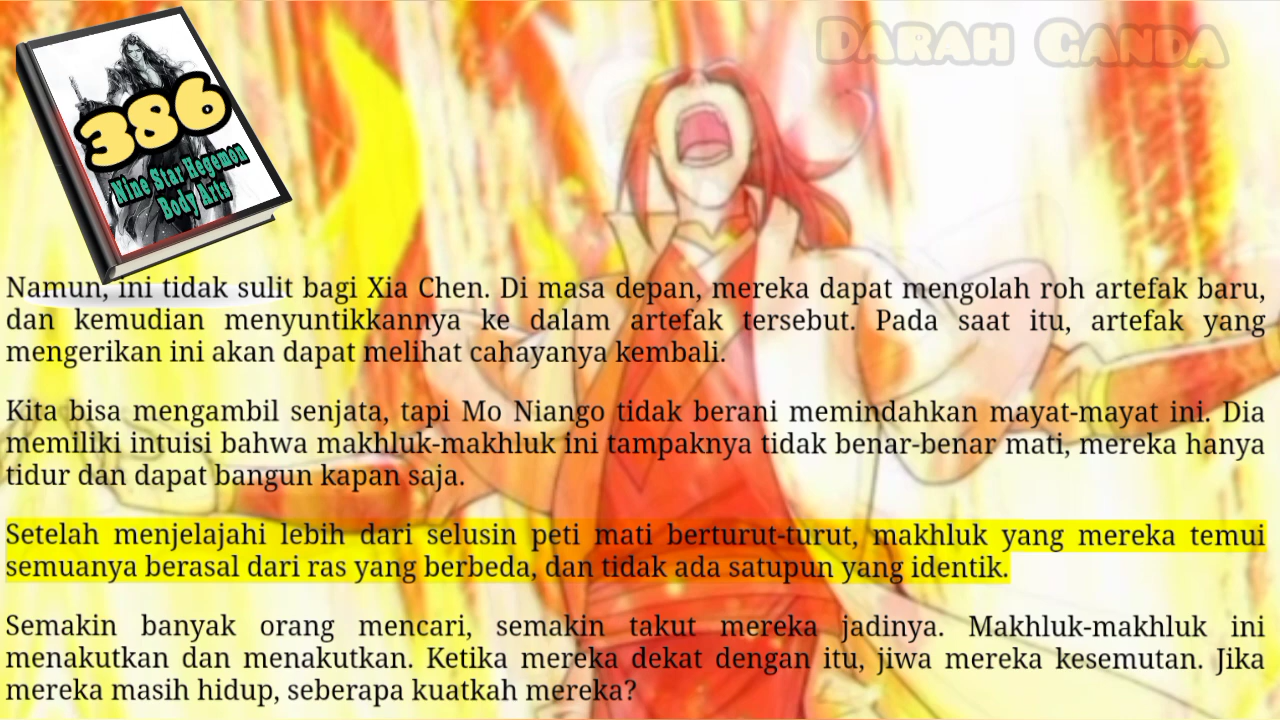 DARAH GANDA
386
Nine Star Hegemon
Body Arts
Namun, ini tidak sulit bagi Xia Chen. Di masa depan, mereka dapat mengolah roh artefak baru,
dan kemudian menyuntikkannya ke dalam artefak tersebut. Pada saat itu, artefak yang
mengerikan ini akan dapat melihat cahayanya kembali.
Kita bisa mengambil senjata, tapi Mo Niango tidak berani memindahkan mayat-mayat ini. Dia
memiliki intuisi bahwa makhluk-makhluk ini tampaknya tidak benar-benar mati, mereka hanya
tidur dan dapat bangun kapan saja.
Setelah menjelajahi lebih dari selusin peti mati berturut-turut, makhluk yang mereka temui
semuanya berasal dari ras yang berbeda, dan tidak ada satupun yang identik.
Semakin banyak orang mencari, semakin takut mereka jadinya. Makhluk-makhluk ini
menakutkan dan menakutkan. Ketika mereka dekat dengan itu, jiwa mereka kesemutan. Jika
mereka masih hidup, seberapa kuatkah mereka?